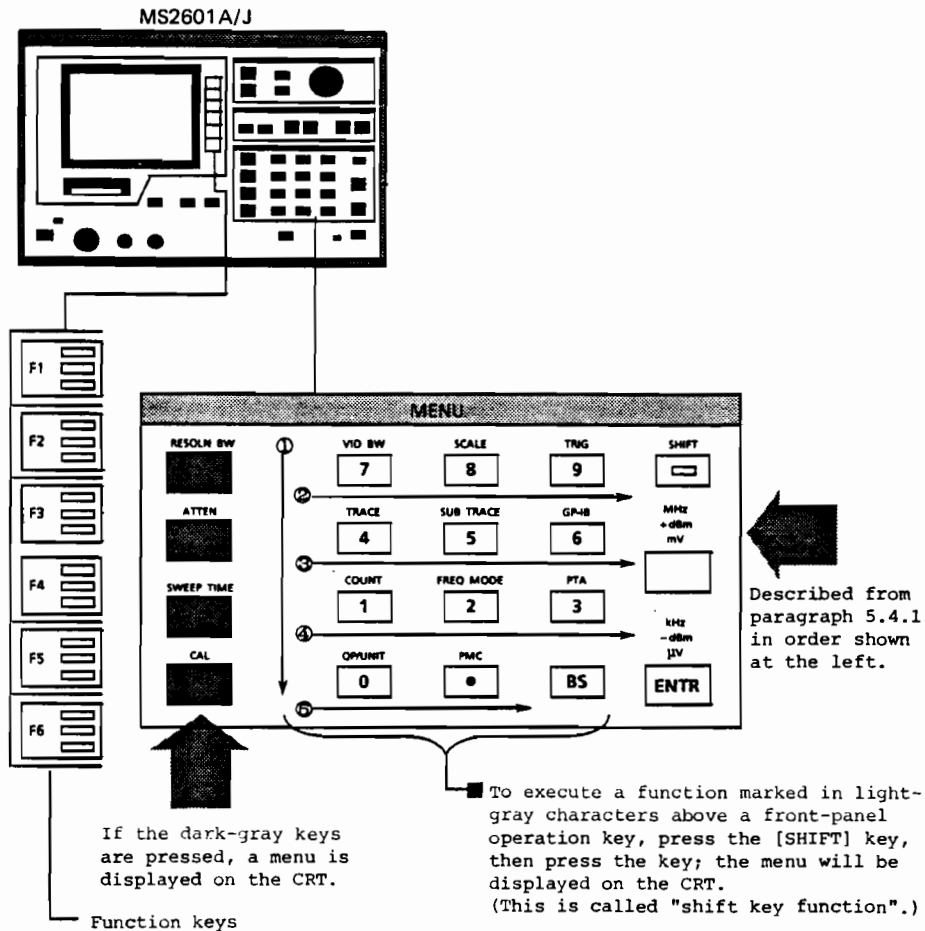 MS2601A/J
F1
F2
F3
F4
F5
F6
MENU
RESOLN BW
ATTEN
SWEEP TIME
CAL
①
VID BW
SCALE
TRIG
SHIFT
7
8
9
②
TRACE
SUB TRACE
GP-IB
MHz
+dBm
mV
4
5
6
③
COUNT
FREQ MODE
PTA
1
2
3
④
kHz
-dBm
μV
OP/UNIT
PMC
0
•
BS
ENTR
⑤
Described from
paragraph 5.4.1
in order shown
at the left.
If the dark-gray keys
are pressed, a menu is
displayed on the CRT.
Function keys
■ To execute a function marked in light-
gray characters above a front-panel
operation key, press the [SHIFT] key,
then press the key; the menu will be
displayed on the CRT.
(This is called "shift key function".)